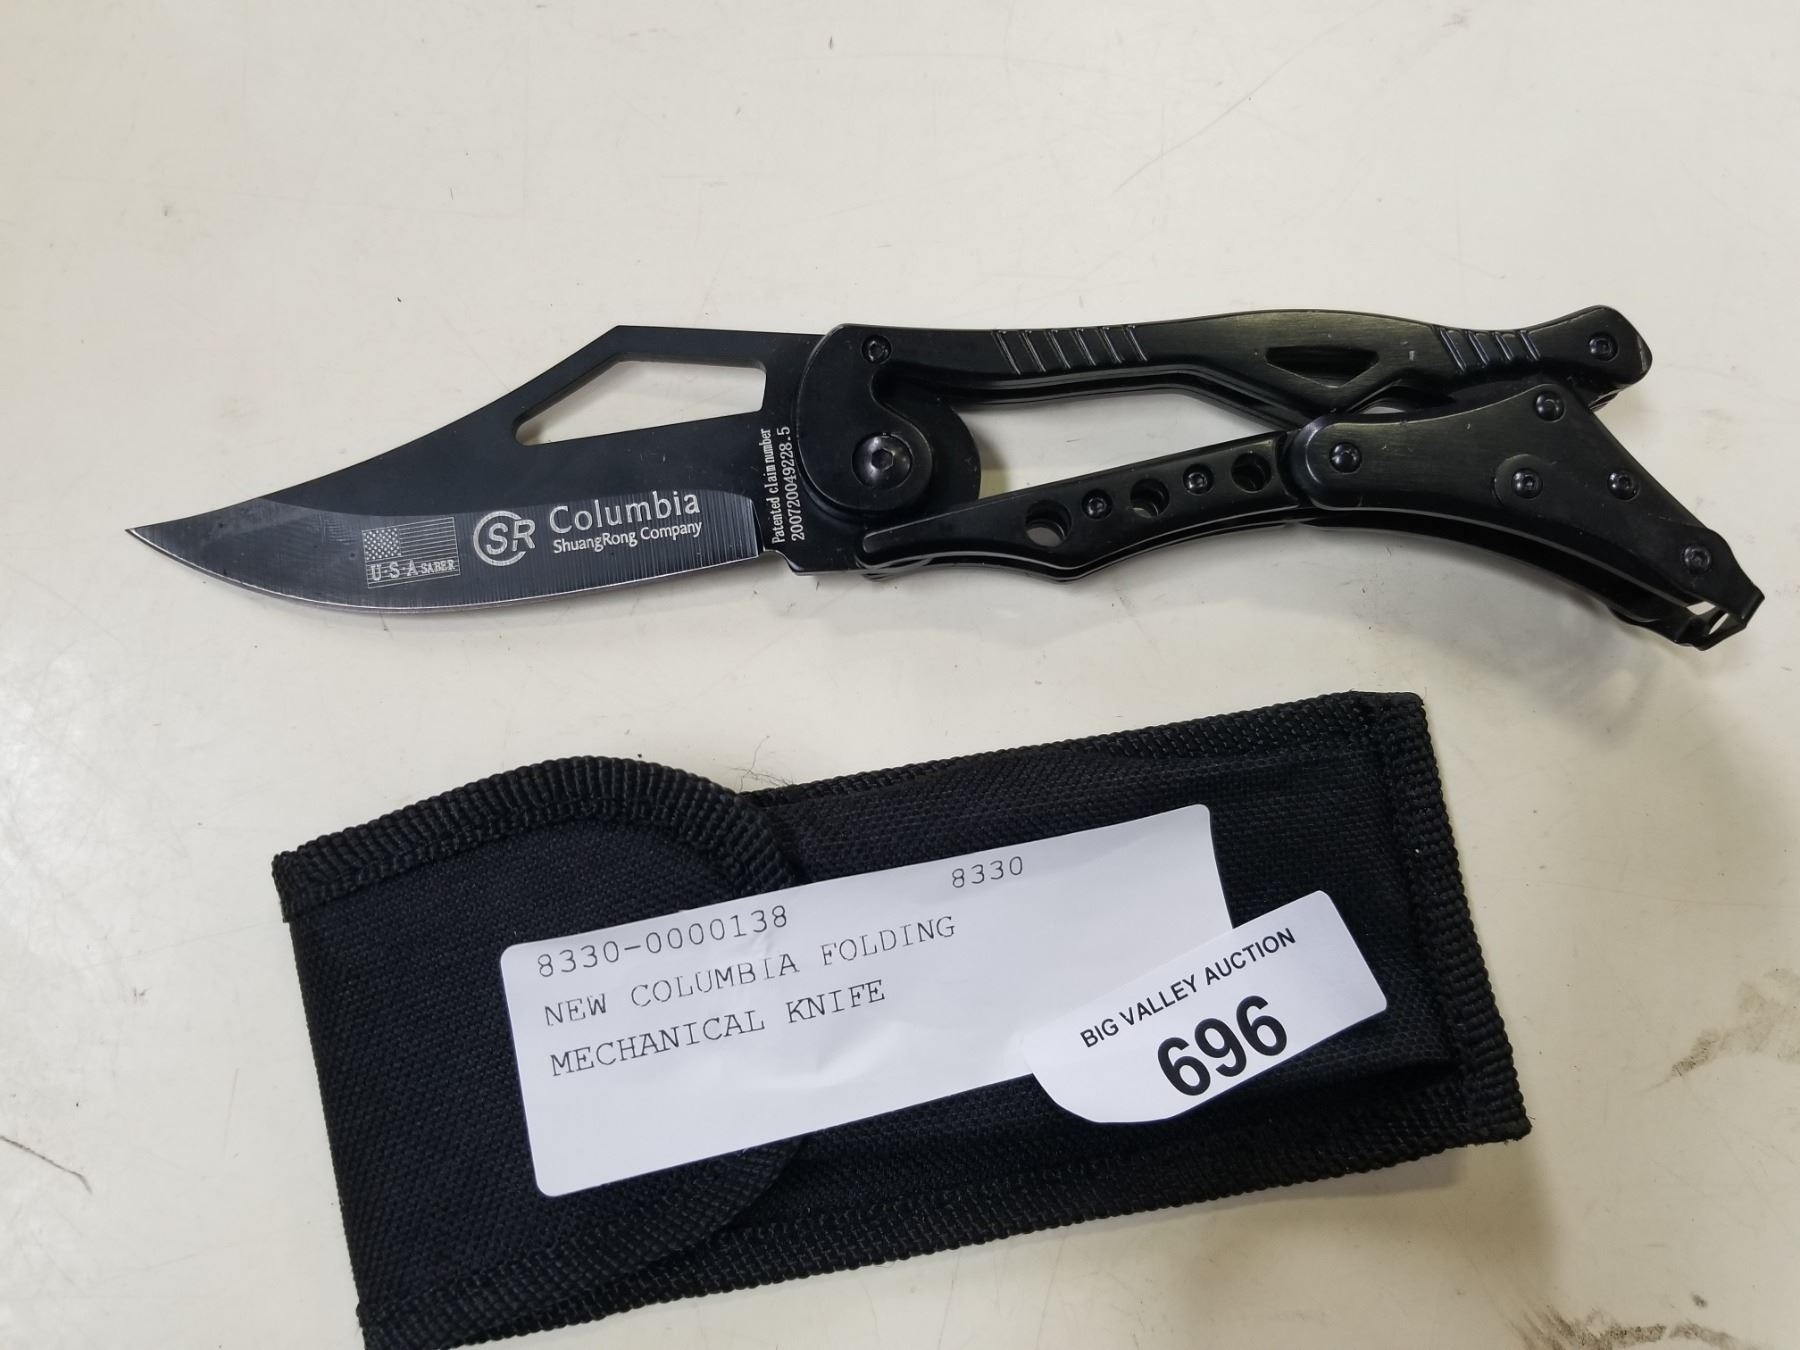 U·S·A SABER
SR
Columbia
ShuangRong Company
Patented claim number
200720049228.5
8330
8330-0000138
NEW COLUMBIA FOLDING
MECHANICAL KNIFE
BIG VALLEY AUCTION
696